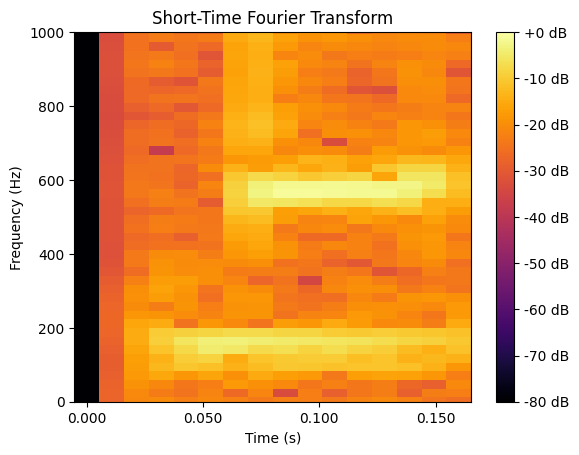 Short-Time Fourier Transform
Frequency (Hz)
1000
800
600
400
200
0
0.000
0.050
0.100
0.150
Time (s)
+0 dB
-10 dB
-20 dB
-30 dB
-40 dB
-50 dB
-60 dB
-70 dB
-80 dB